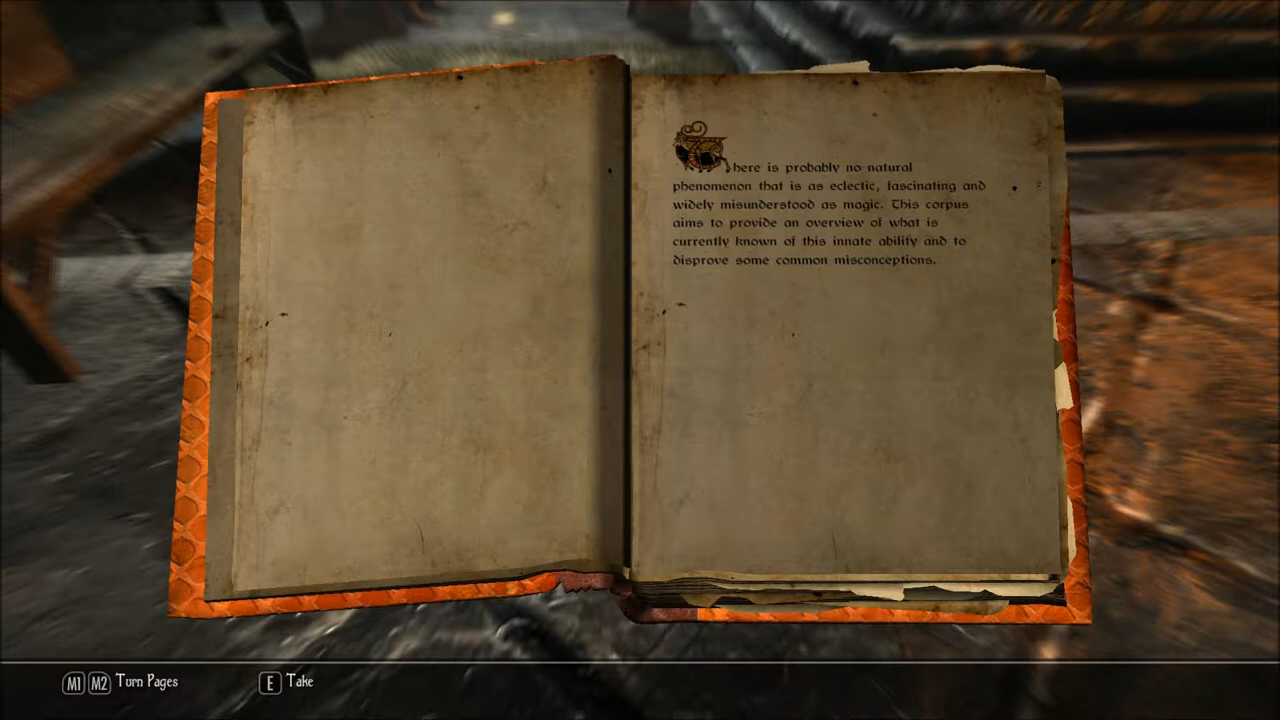 There is probably no natural
phenomenon that is as eclectic, fascinating and
widely misunderstood as magic. This corpus
aims to provide an overview of what is
currently known of this innate ability and to
disprove some common misconceptions.
M1 M2 Turn Pages
E Take